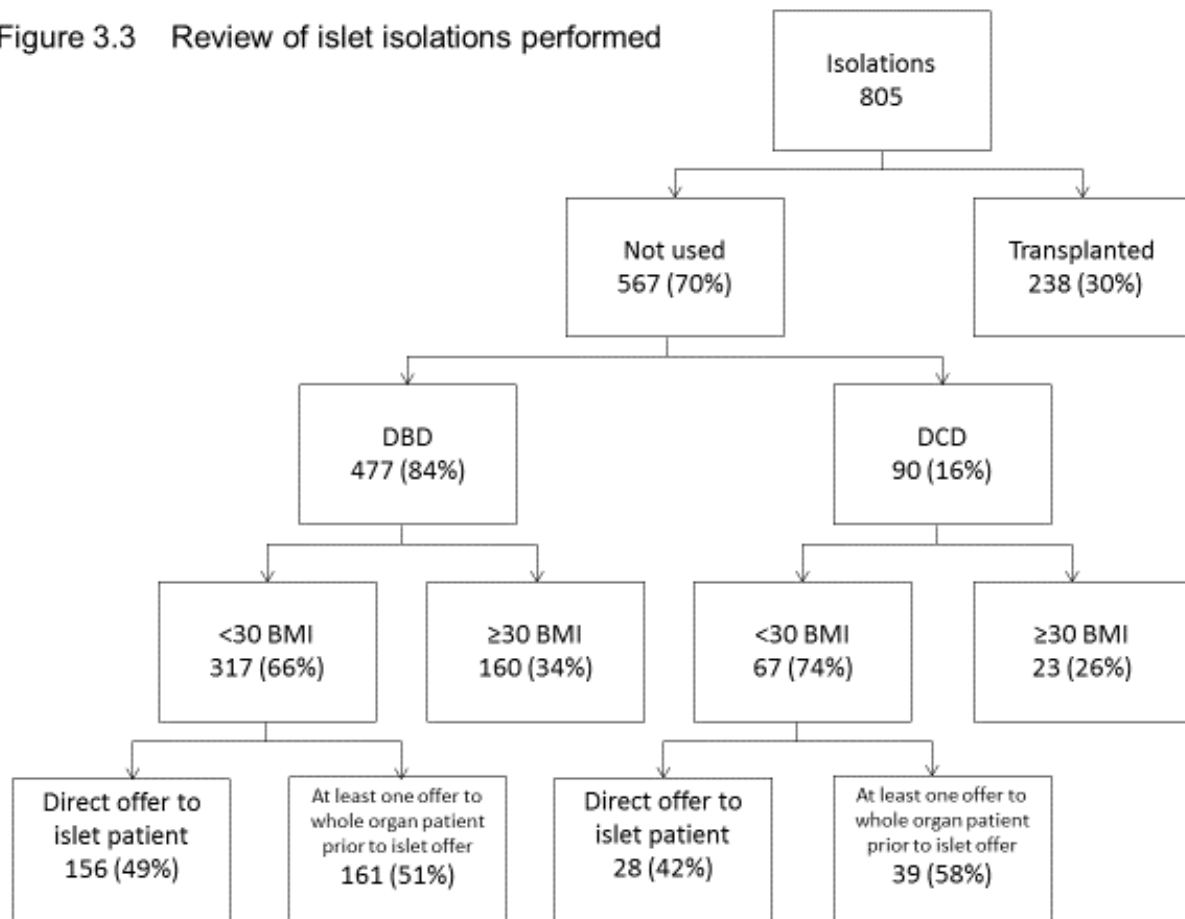 Figure 3.3 Review of islet isolations performed
Isolations
805
Not used
567 (70%)
Transplanted
238 (30%)
DBD
477 (84%)
DCD
90 (16%)
<30 BMI
317 (66%)
≥30 BMI
160 (34%)
<30 BMI
67 (74%)
≥30 BMI
23 (26%)
Direct offer to
islet patient
156 (49%)
At least one offer to
whole organ patient
prior to islet offer
161 (51%)
Direct offer to
islet patient
28 (42%)
At least one offer to
whole organ patient
prior to islet offer
39 (58%)